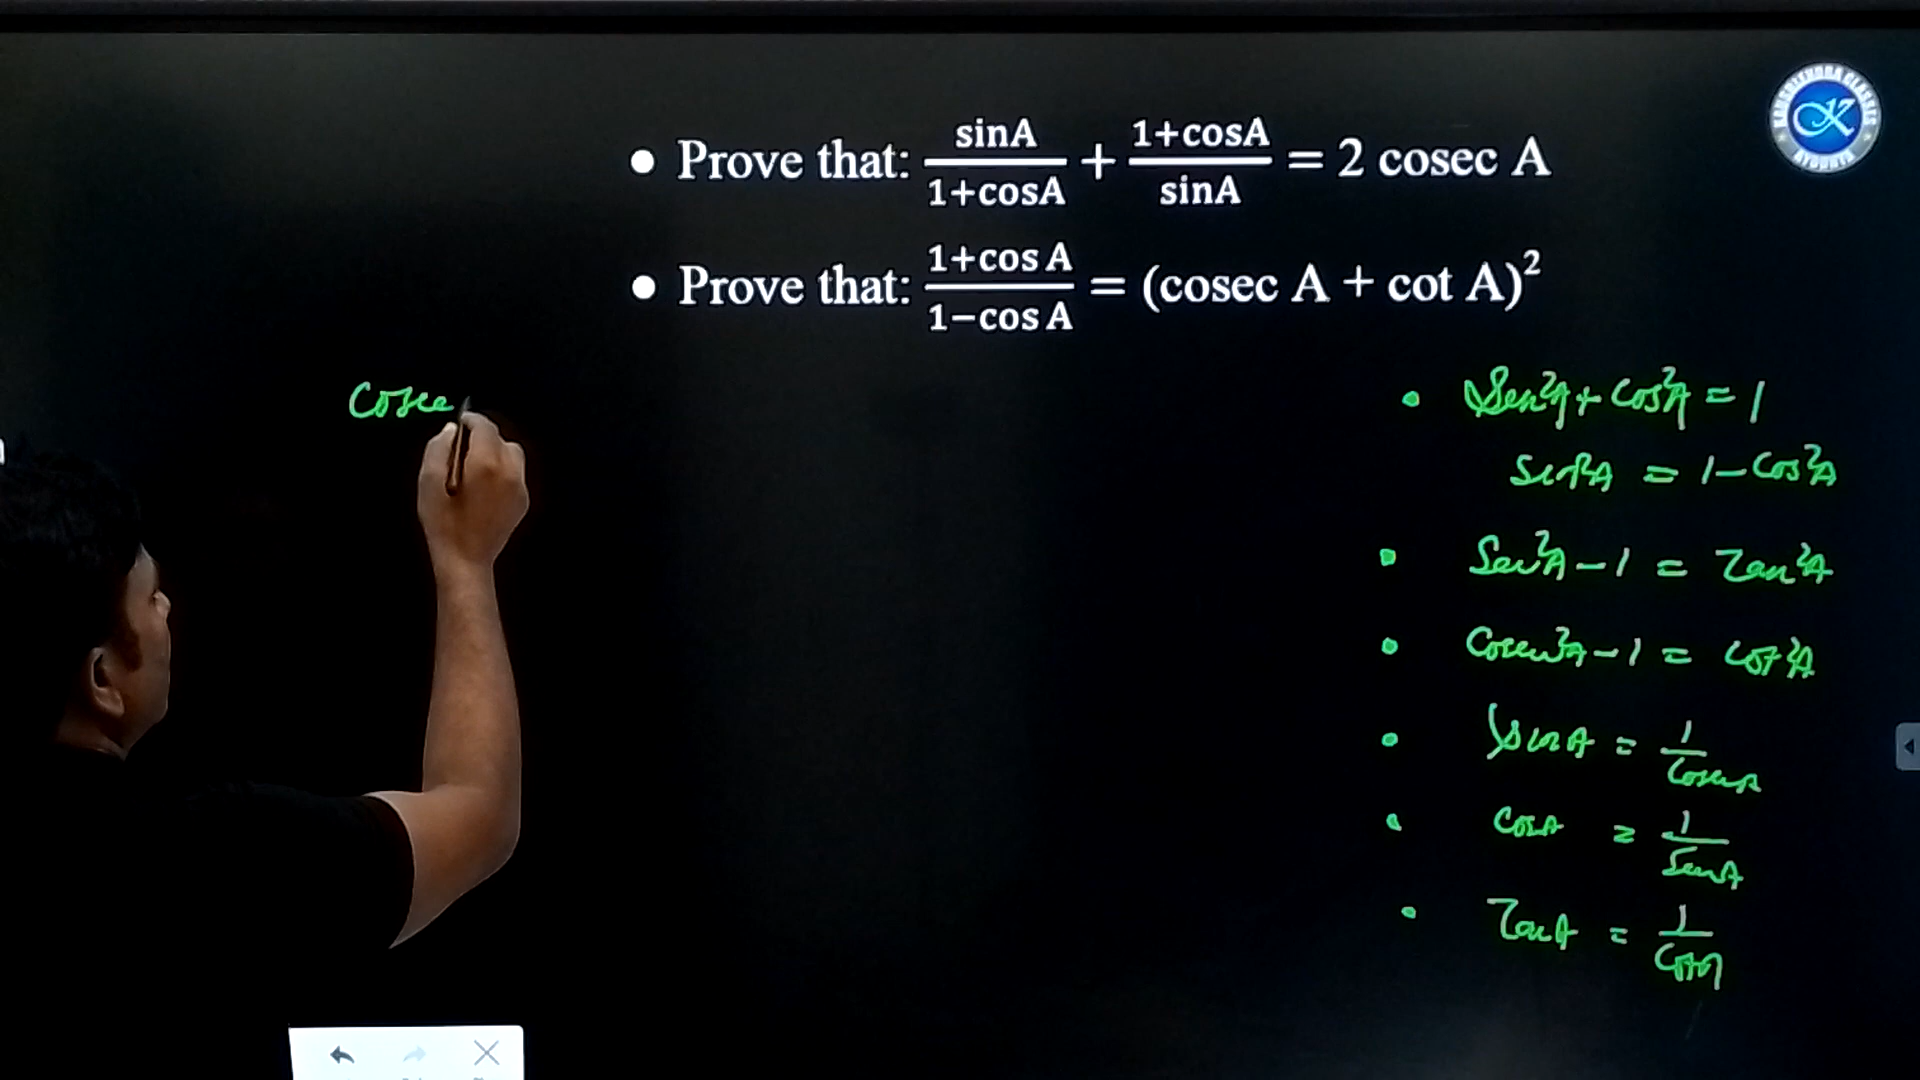 • Prove that: sinA/1+cosA + 1+cosA/sinA = 2 cosec A
• Prove that: 1+cos A/1−cos A = (cosec A + cot A)²
Cosec
• Sin²A + Cos²A = 1
Sin²A = 1 − Cos²A
• Sec²A − 1 = Tan²A
• Cosec²A − 1 = Cot²A
• SinA = 1/CosecA
• CosA = 1/SecA
• TanA = 1/CotA
K